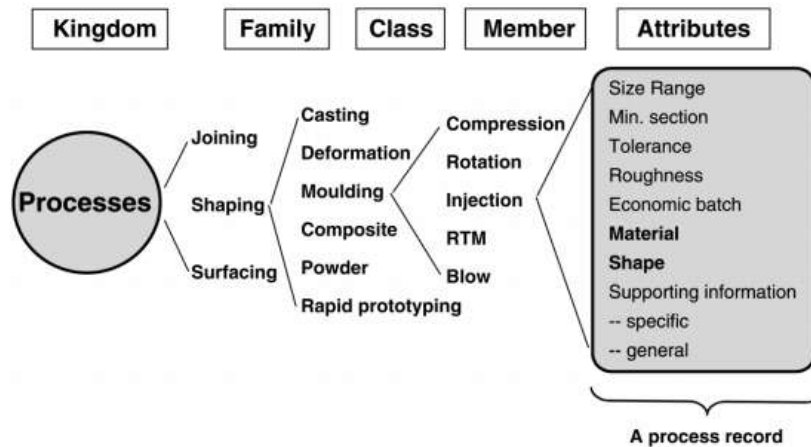 Kingdom
Family
Class
Member
Attributes
Processes
Joining
Shaping
Surfacing
Casting
Deformation
Moulding
Composite
Powder
Rapid prototyping
Compression
Rotation
Injection
RTM
Blow
Size Range
Min. section
Tolerance
Roughness
Economic batch
Material
Shape
Supporting information
-- specific
-- general
A process record